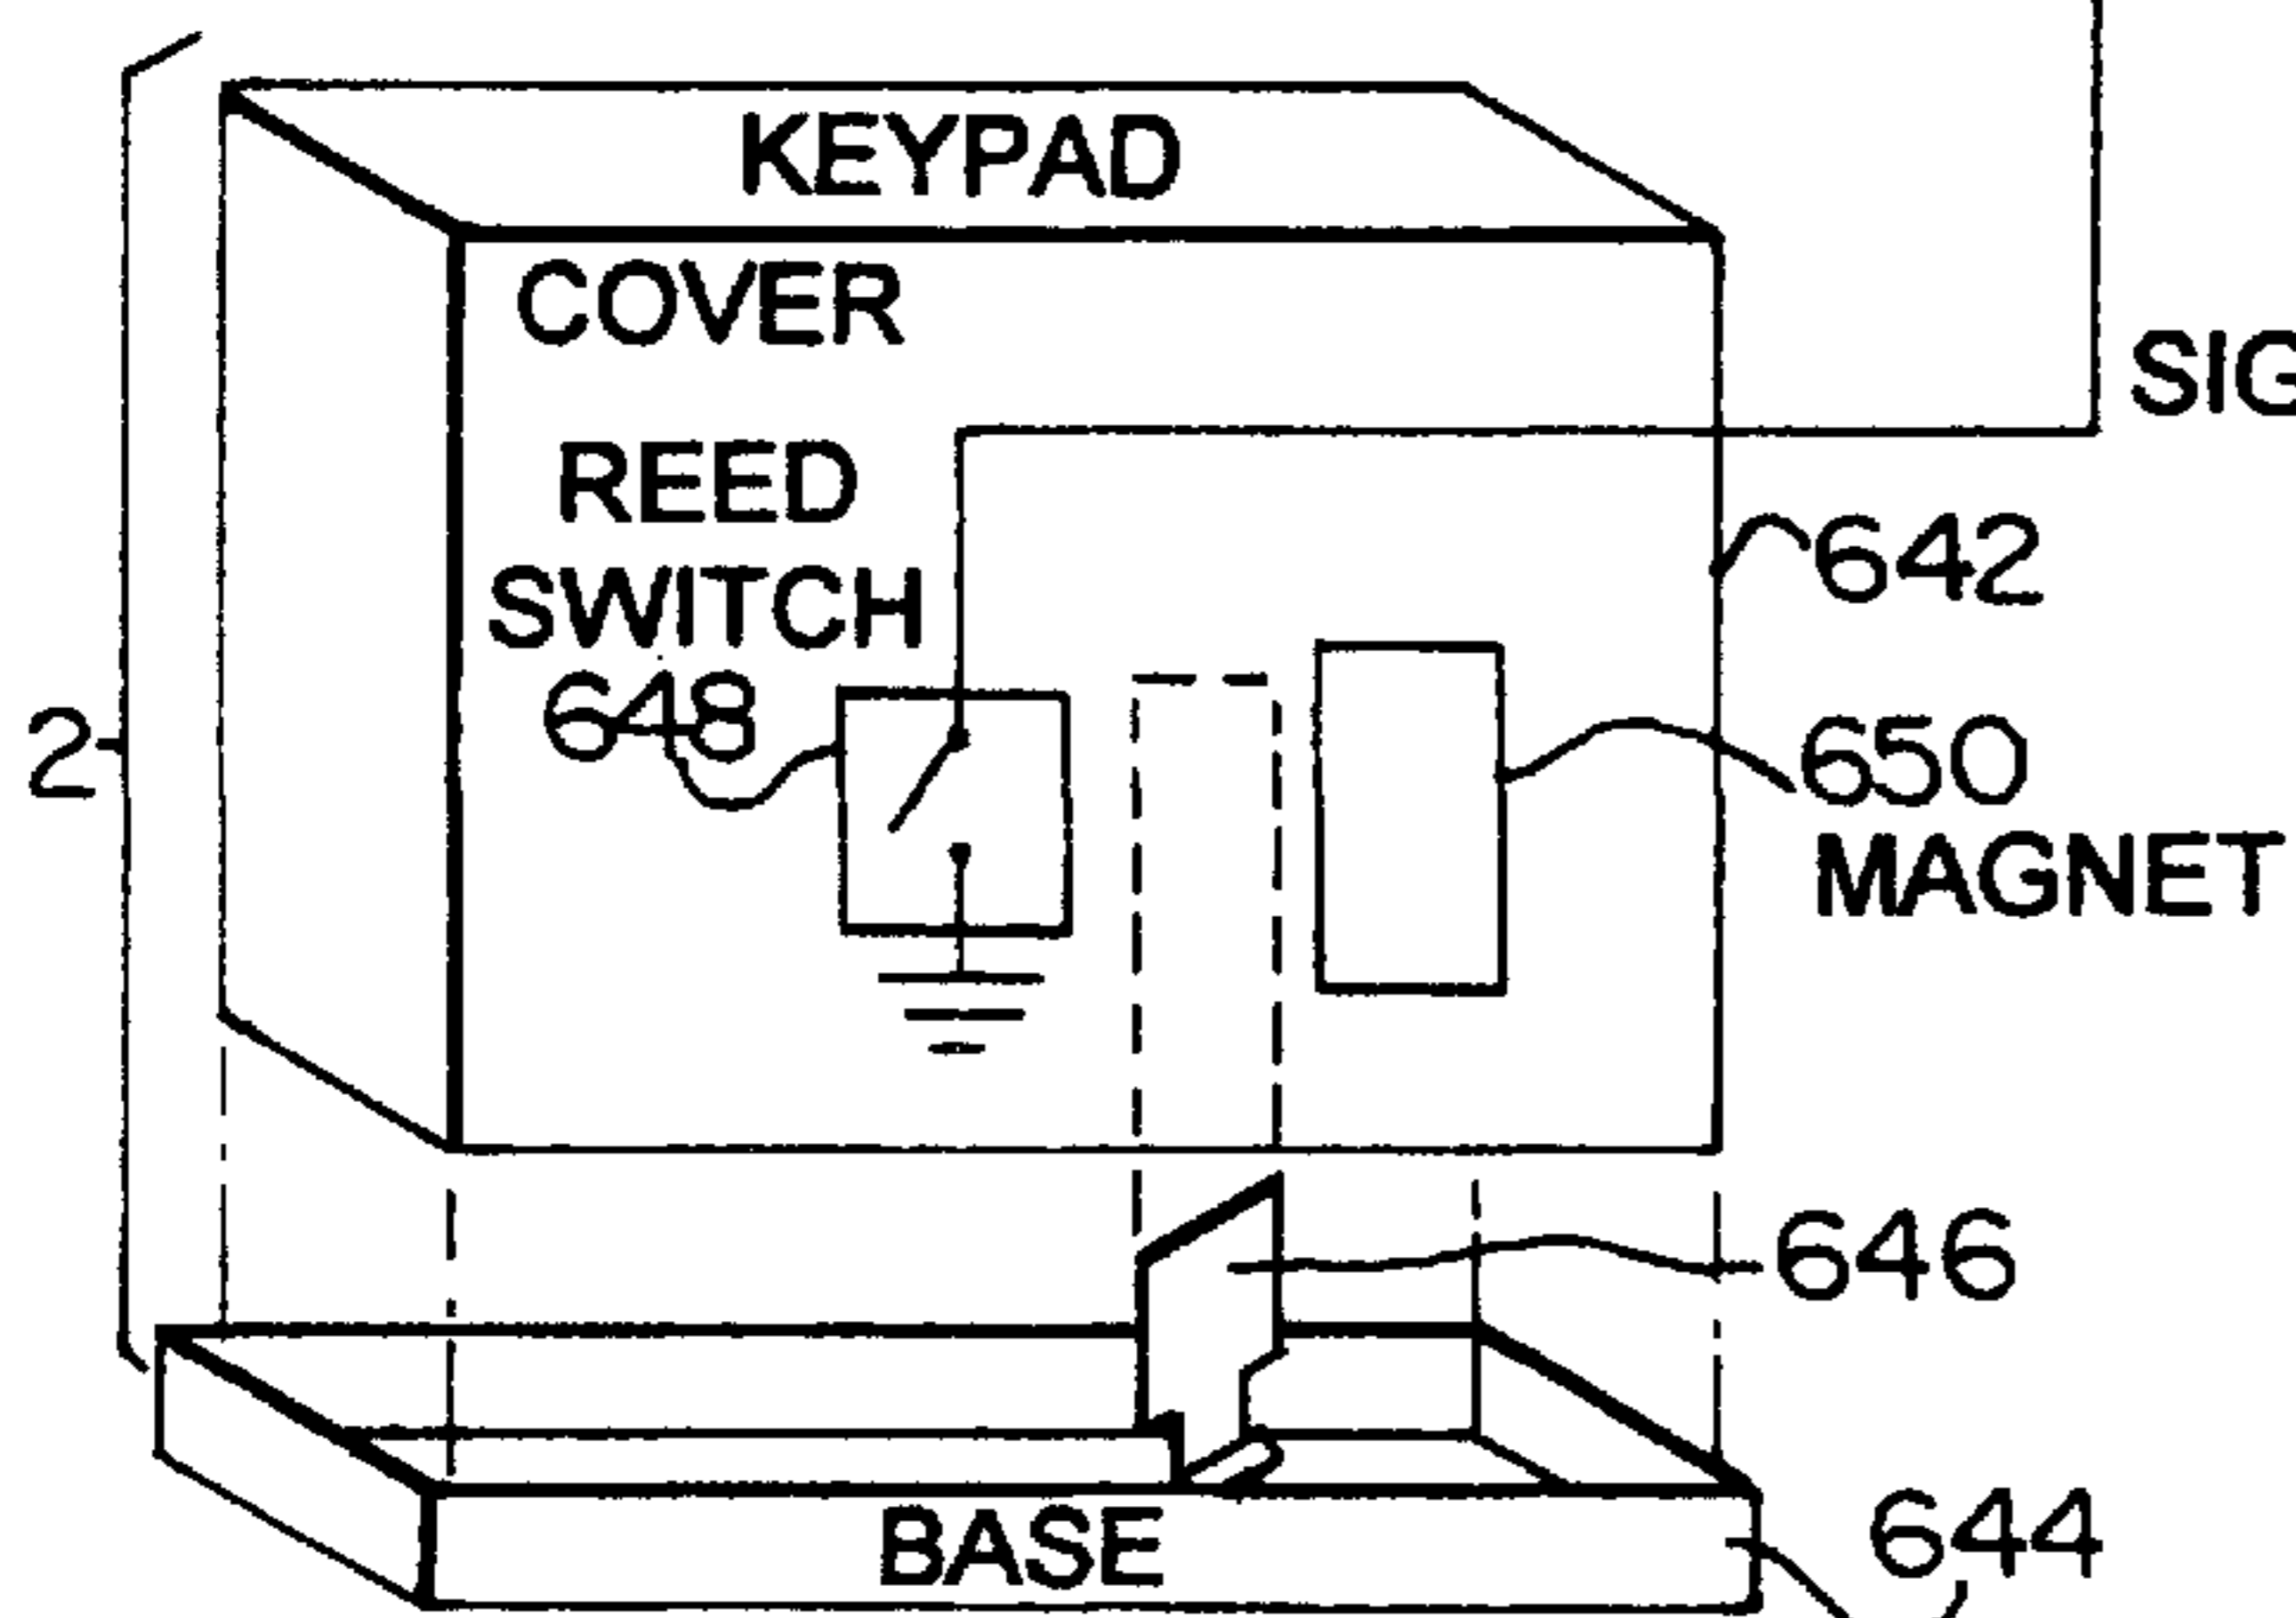 KEYPAD
COVER
SIG
REED
SWITCH
648
642
2
650
MAGNET
646
BASE
644